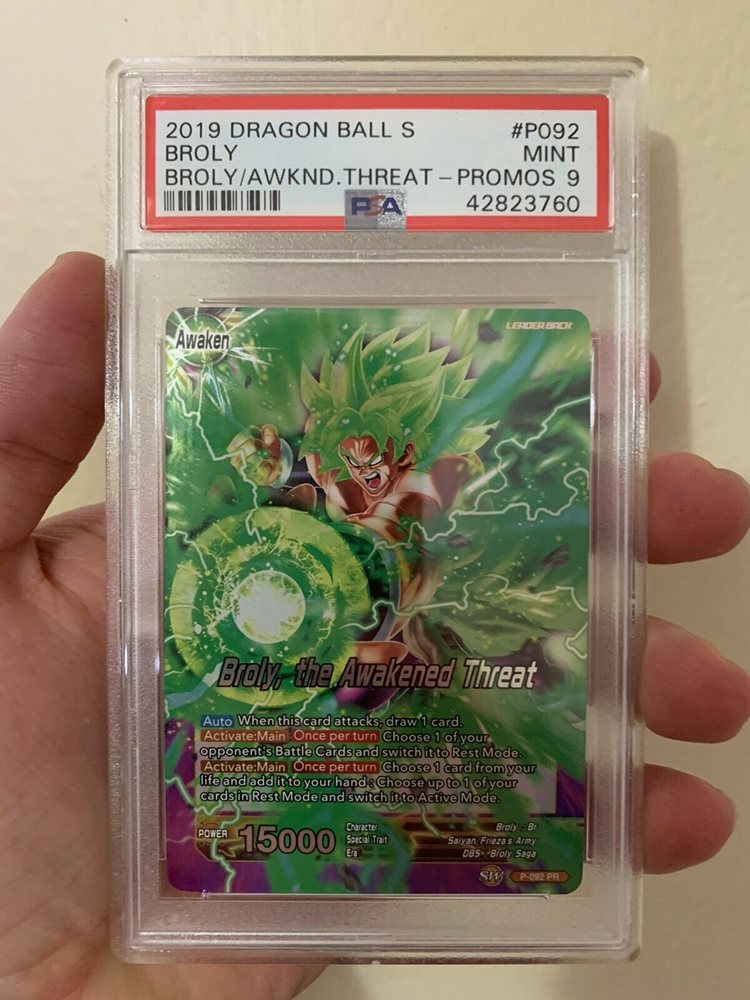 2019 DRAGON BALL S #P092
BROLY MINT
BROLY/AWKND.THREAT – PROMOS 9
PSA 42823760
Awaken
LEADER BACK
Broly, the Awakened Threat
Auto When this card attacks, draw 1 card.
Activate:Main Once per turn Choose 1 of your
opponent's Battle Cards and switch it to Rest Mode.
Activate:Main Once per turn Choose 1 card from your
life and add it to your hand : Choose up to 1 of your
cards in Rest Mode and switch it to Active Mode.
POWER 15000
Character Broly : Br
Special Trait Saiyan/Frieza's Army
Era DBS - Broly Saga
SW P-092 PR